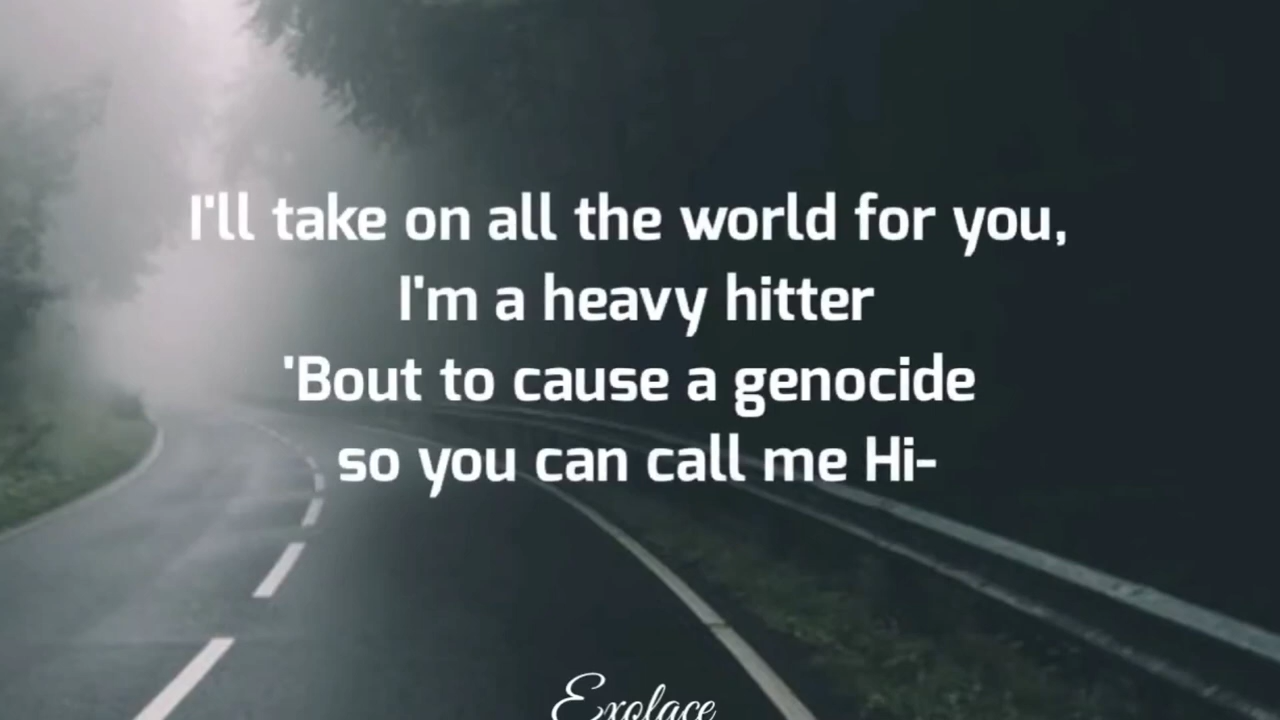 I'll take on all the world for you,
I'm a heavy hitter
'Bout to cause a genocide
so you can call me Hi-
Exolace